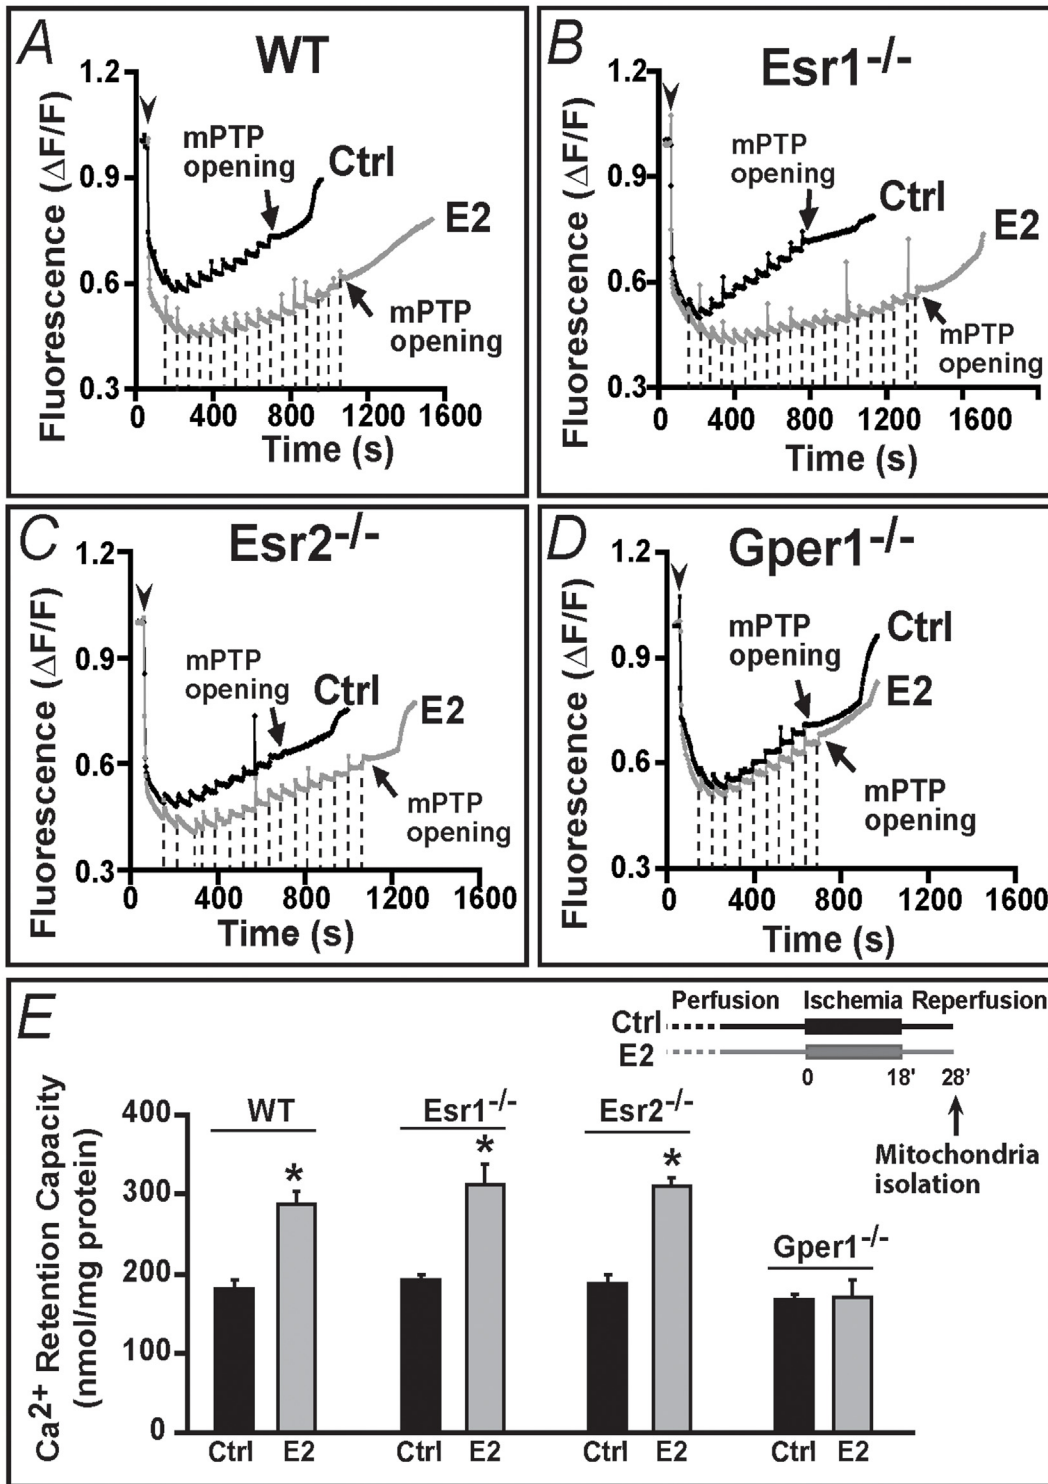 A
WT
Fluorescence (ΔF/F)
1.2
0.9
0.6
0.3
mPTP
opening
Ctrl
E2
mPTP
opening
0 400 800 1200 1600
Time (s)
B
Esr1-/-
Fluorescence (ΔF/F)
1.2
0.9
0.6
0.3
mPTP
opening
Ctrl
E2
mPTP
opening
0 400 800 1200 1600
Time (s)
C
Esr2-/-
Fluorescence (ΔF/F)
1.2
0.9
0.6
0.3
mPTP
opening
Ctrl
E2
mPTP
opening
0 400 800 1200 1600
Time (s)
D
Gper1-/-
Fluorescence (ΔF/F)
1.2
0.9
0.6
0.3
mPTP
opening
Ctrl
E2
mPTP
opening
0 400 800 1200 1600
Time (s)
E
Perfusion Ischemia Reperfusion
Ctrl
E2
0 18' 28'
Mitochondria
isolation
Ca2+ Retention Capacity
(nmol/mg protein)
400
300
200
100
0
WT Esr1-/- Esr2-/-
Gper1-/-
* * *
Ctrl E2 Ctrl E2 Ctrl E2 Ctrl E2